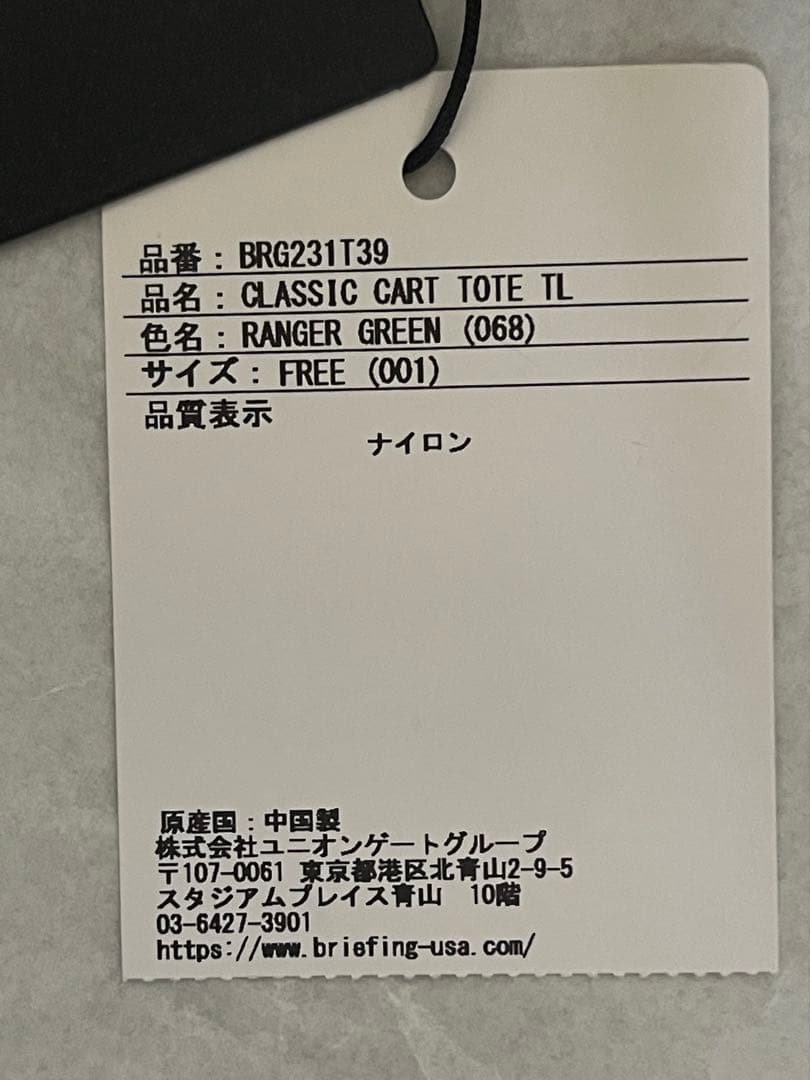 品番：BRG231T39
品名：CLASSIC CART TOTE TL
色名：RANGER GREEN (068)
サイズ：FREE (001)
品質表示
ナイロン
原産国：中国製
株式会社ユニオンゲートグループ
〒107-0061 東京都港区北青山2-9-5
スタジアムプレイス青山　10階
03-6427-3901
https://www.briefing-usa.com/